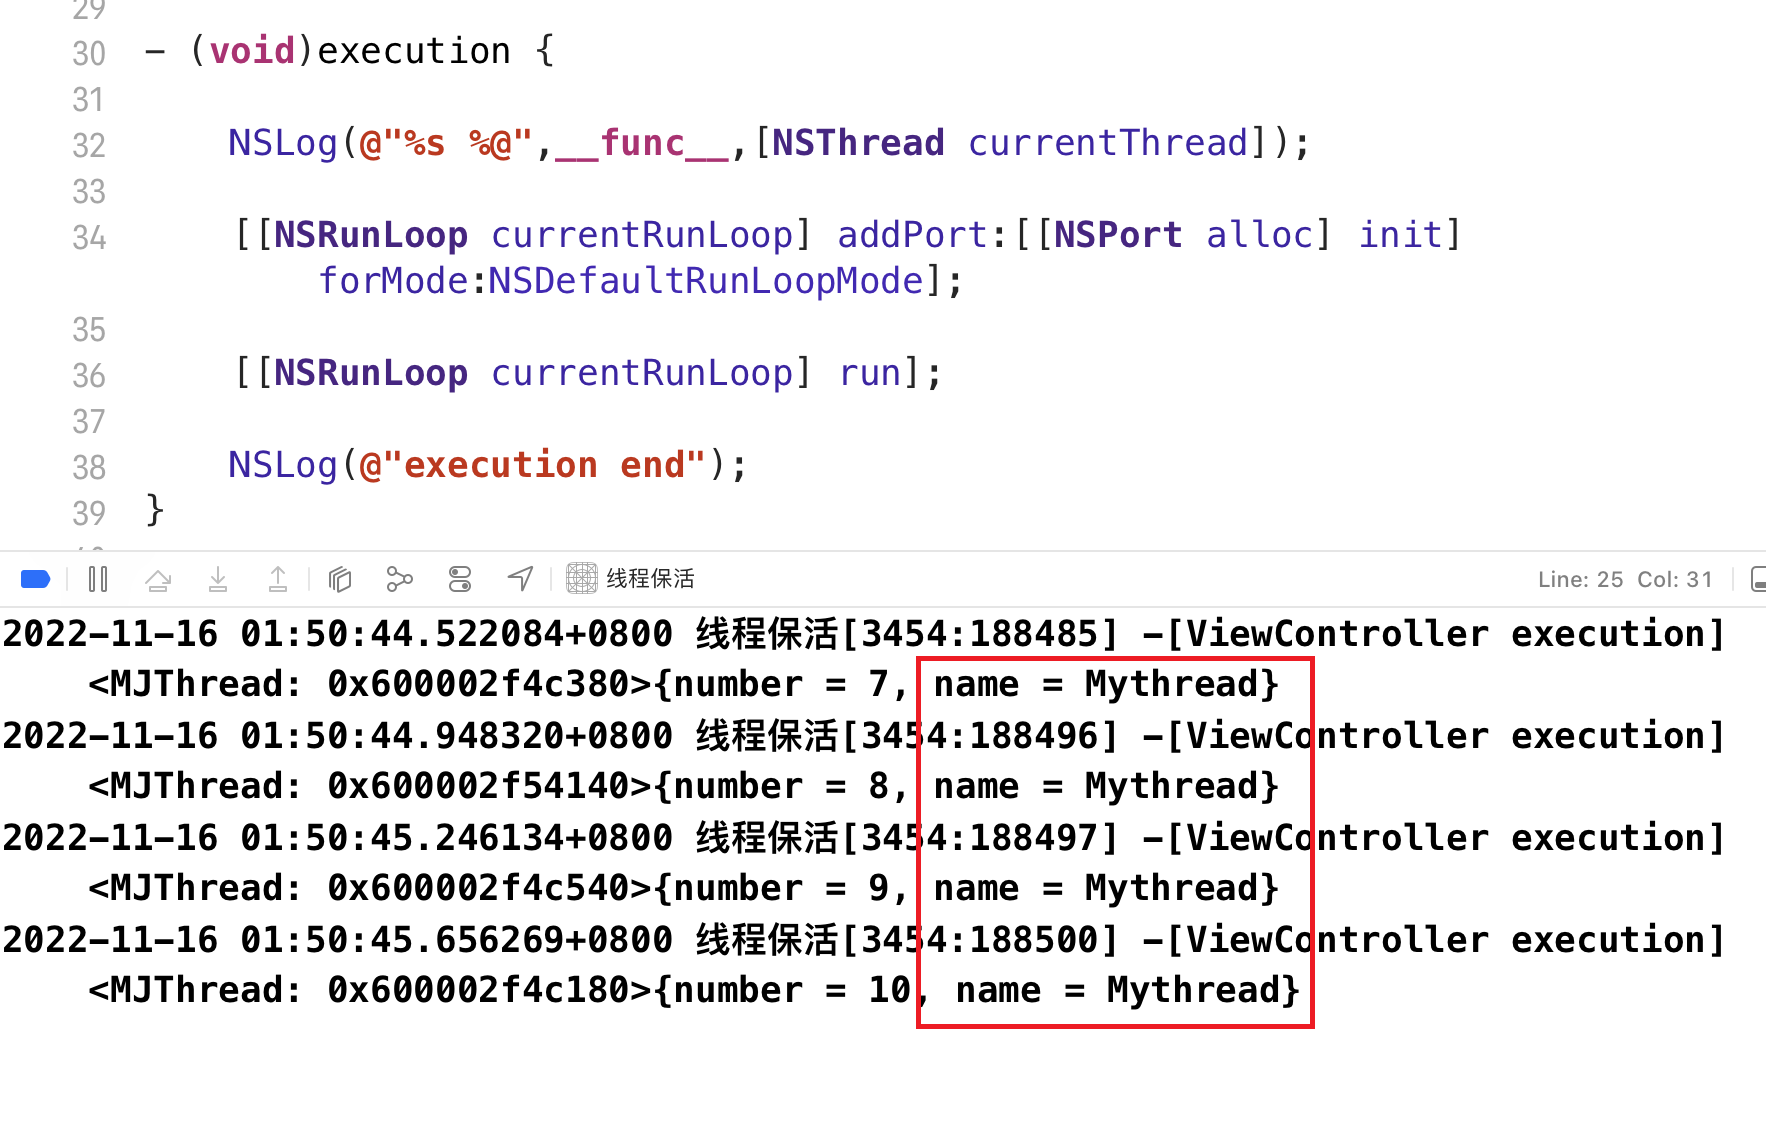 29
30 - (void)execution {
31
32 NSLog(@"%s %@",__func__,[NSThread currentThread]);
33
34 [[NSRunLoop currentRunLoop] addPort:[[NSPort alloc] init]
forMode:NSDefaultRunLoopMode];
35
36 [[NSRunLoop currentRunLoop] run];
37
38 NSLog(@"execution end");
39 }
线程保活 Line: 25 Col: 31
2022-11-16 01:50:44.522084+0800 线程保活[3454:188485] -[ViewController execution]
<MJThread: 0x600002f4c380>{number = 7, name = Mythread}
2022-11-16 01:50:44.948320+0800 线程保活[3454:188496] -[ViewController execution]
<MJThread: 0x600002f54140>{number = 8, name = Mythread}
2022-11-16 01:50:45.246134+0800 线程保活[3454:188497] -[ViewController execution]
<MJThread: 0x600002f4c540>{number = 9, name = Mythread}
2022-11-16 01:50:45.656269+0800 线程保活[3454:188500] -[ViewController execution]
<MJThread: 0x600002f4c180>{number = 10, name = Mythread}